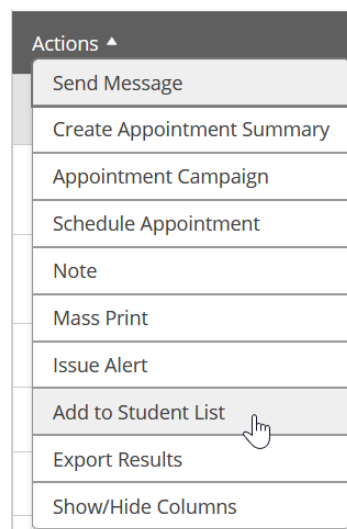 Actions ▲
Send Message
Create Appointment Summary
Appointment Campaign
Schedule Appointment
Note
Mass Print
Issue Alert
Add to Student List
Export Results
Show/Hide Columns